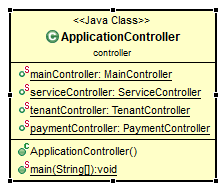 <<Java Class>>
ApplicationController
controller
mainController: MainController
serviceController: ServiceController
tenantController: TenantController
paymentController: PaymentController
ApplicationController()
main(String[]):void